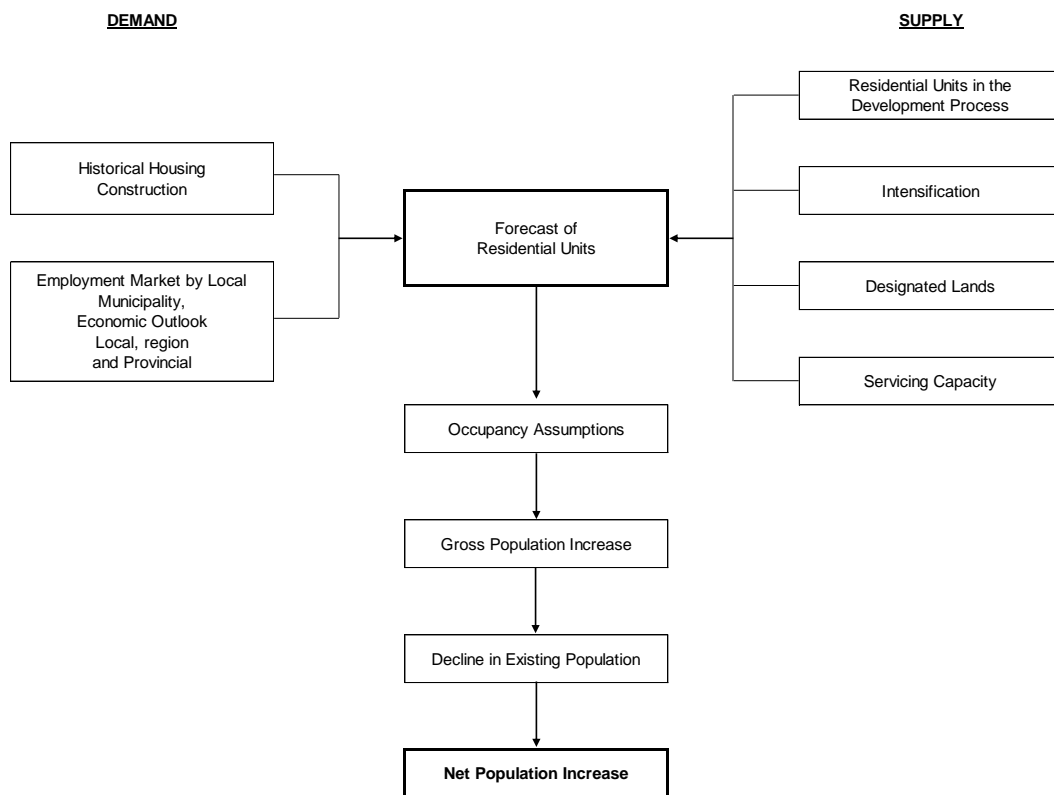 DEMAND
SUPPLY
Residential Units in the
Development Process
Historical Housing
Construction
Intensification
Forecast of
Residential Units
Employment Market by Local
Municipality,
Economic Outlook
Local, region
and Provincial
Designated Lands
Servicing Capacity
Occupancy Assumptions
Gross Population Increase
Decline in Existing Population
Net Population Increase